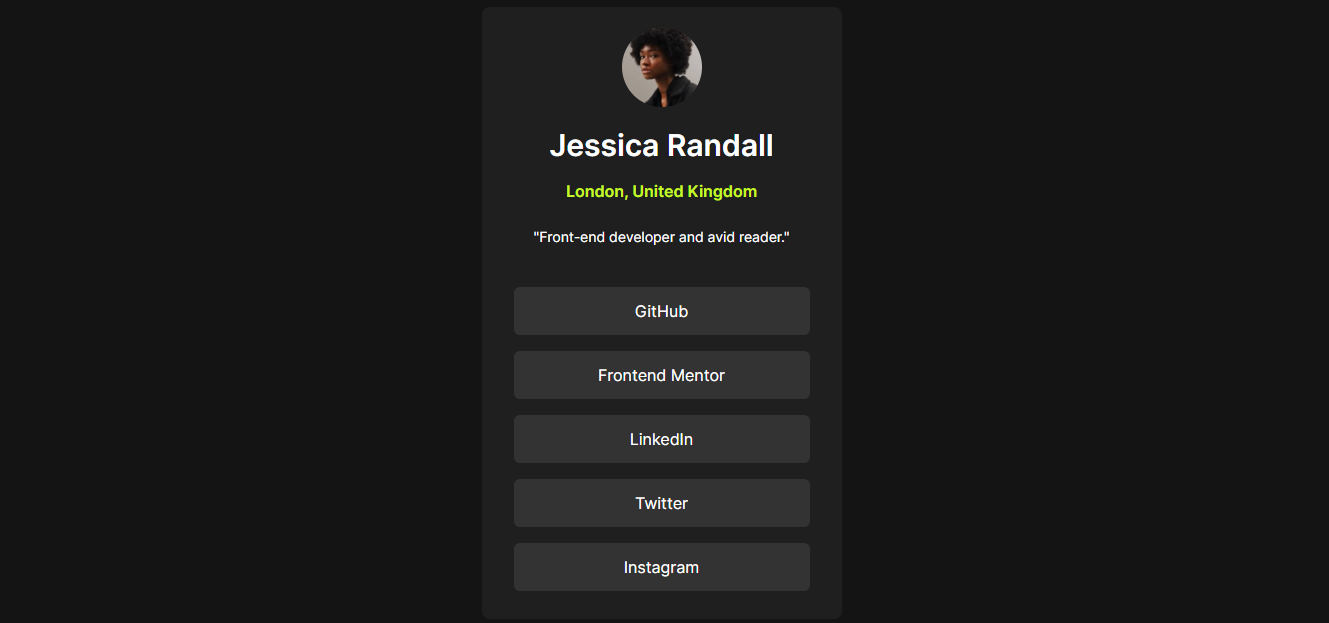 Jessica Randall
London, United Kingdom
"Front-end developer and avid reader."
GitHub
Frontend Mentor
LinkedIn
Twitter
Instagram